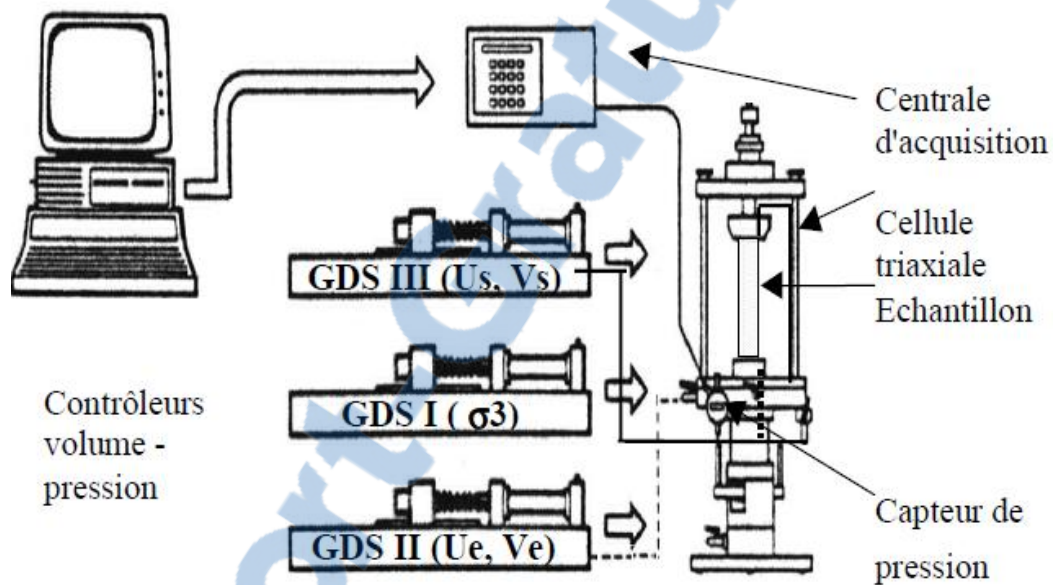 Centrale
d'acquisition
Cellule
triaxiale
Echantillon
GDS III (Us, Vs)
GDS I ( σ3)
Contrôleurs
volume -
pression
GDS II (Ue, Ve)
Capteur de
pression